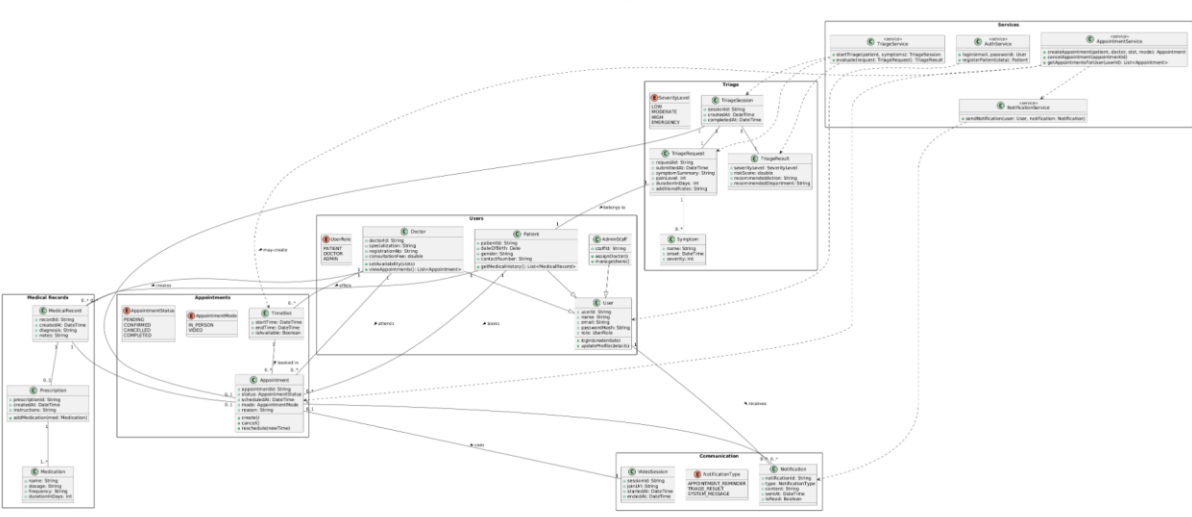 Services
«service»
TriageService
startTriage(patient, symptoms): TriageSession
evaluate(request: TriageRequest): TriageResult
«service»
AuthService
login(email, password): User
registerPatient(data): Patient
«service»
AppointmentService
createAppointment(patient, doctor, slot, mode): Appointment
cancelAppointment(appointmentId)
getAppointmentsForUser(userId): List<Appointment>
«service»
NotificationService
sendNotification(user: User, notification: Notification)
Triage
SeverityLevel
LOW
MODERATE
HIGH
EMERGENCY
TriageSession
sessionId: String
createdAt: DateTime
completedAt: DateTime
TriageRequest
requestId: String
submittedAt: DateTime
symptomSummary: String
painLevel: int
durationInDays: int
additionalNotes: String
TriageResult
severityLevel: SeverityLevel
riskScore: double
recommendedAction: String
recommendedDepartment: String
Symptom
name: String
onset: DateTime
severity: int
belongs to
may create
Users
UserRole
PATIENT
DOCTOR
ADMIN
Doctor
doctorId: String
specialization: String
registrationNo: String
consultationFee: double
setAvailability(slots)
viewAppointments(): List<Appointment>
Patient
patientId: String
dateOfBirth: Date
gender: String
contactNumber: String
getMedicalHistory(): List<MedicalRecord>
AdminStaff
staffId: String
assignDoctor()
manageUsers()
User
userId: String
name: String
email: String
passwordHash: String
role: UserRole
login(credentials)
updateProfile(details)
creates
offers
attends
books
receives
Medical Records
MedicalRecord
recordId: String
createdAt: DateTime
diagnosis: String
notes: String
Prescription
prescriptionId: String
createdAt: DateTime
instructions: String
addMedication(med: Medication)
Medication
name: String
dosage: String
frequency: String
durationInDays: int
Appointments
AppointmentStatus
PENDING
CONFIRMED
CANCELLED
COMPLETED
AppointmentMode
IN_PERSON
VIDEO
TimeSlot
startTime: DateTime
endTime: DateTime
isAvailable: Boolean
booked in
Appointment
appointmentId: String
status: AppointmentStatus
scheduledAt: DateTime
mode: AppointmentMode
reason: String
create()
cancel()
reschedule(newTime)
uses
Communication
VideoSession
sessionId: String
joinUrl: String
startedAt: DateTime
endedAt: DateTime
NotificationType
APPOINTMENT_REMINDER
TRIAGE_RESULT
SYSTEM_MESSAGE
Notification
notificationId: String
type: NotificationType
content: String
sentAt: DateTime
isRead: Boolean